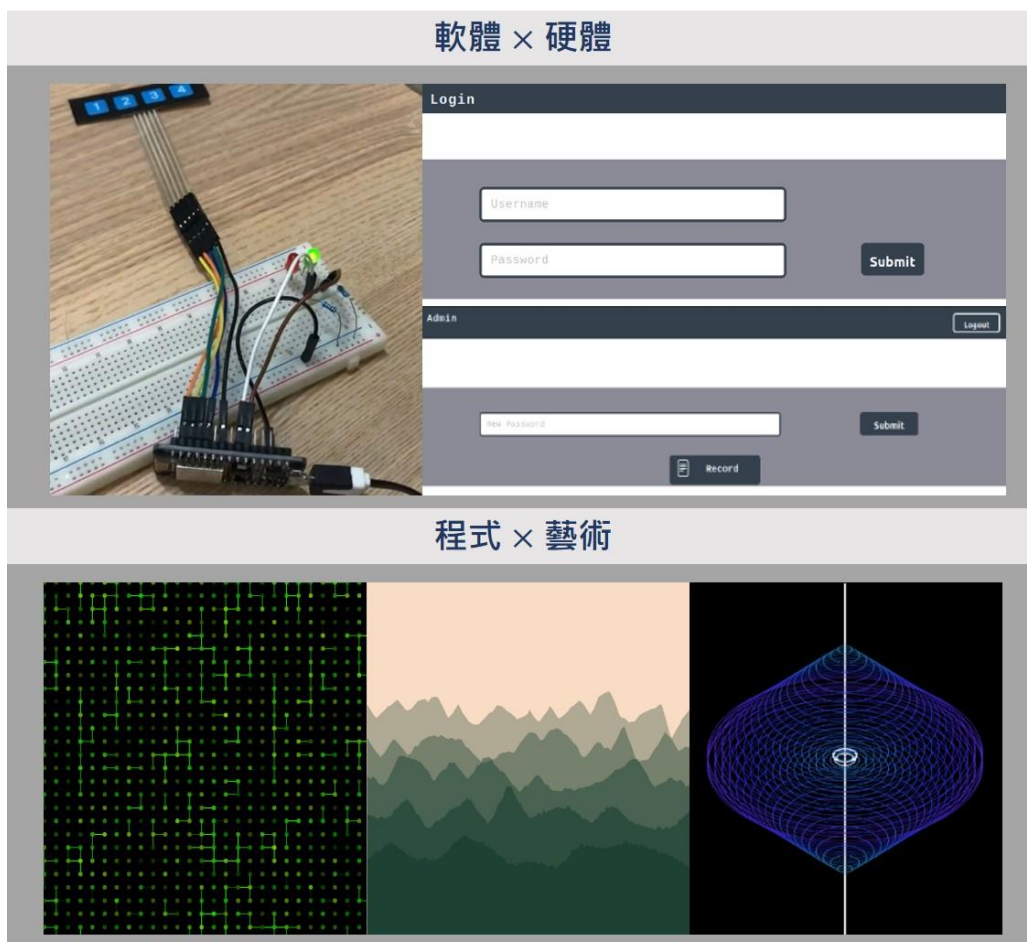 軟體 × 硬體
1 2 3 4
Login
Username
Password
Submit
Admin
Logout
New Password
Submit
Record
程式 × 藝術